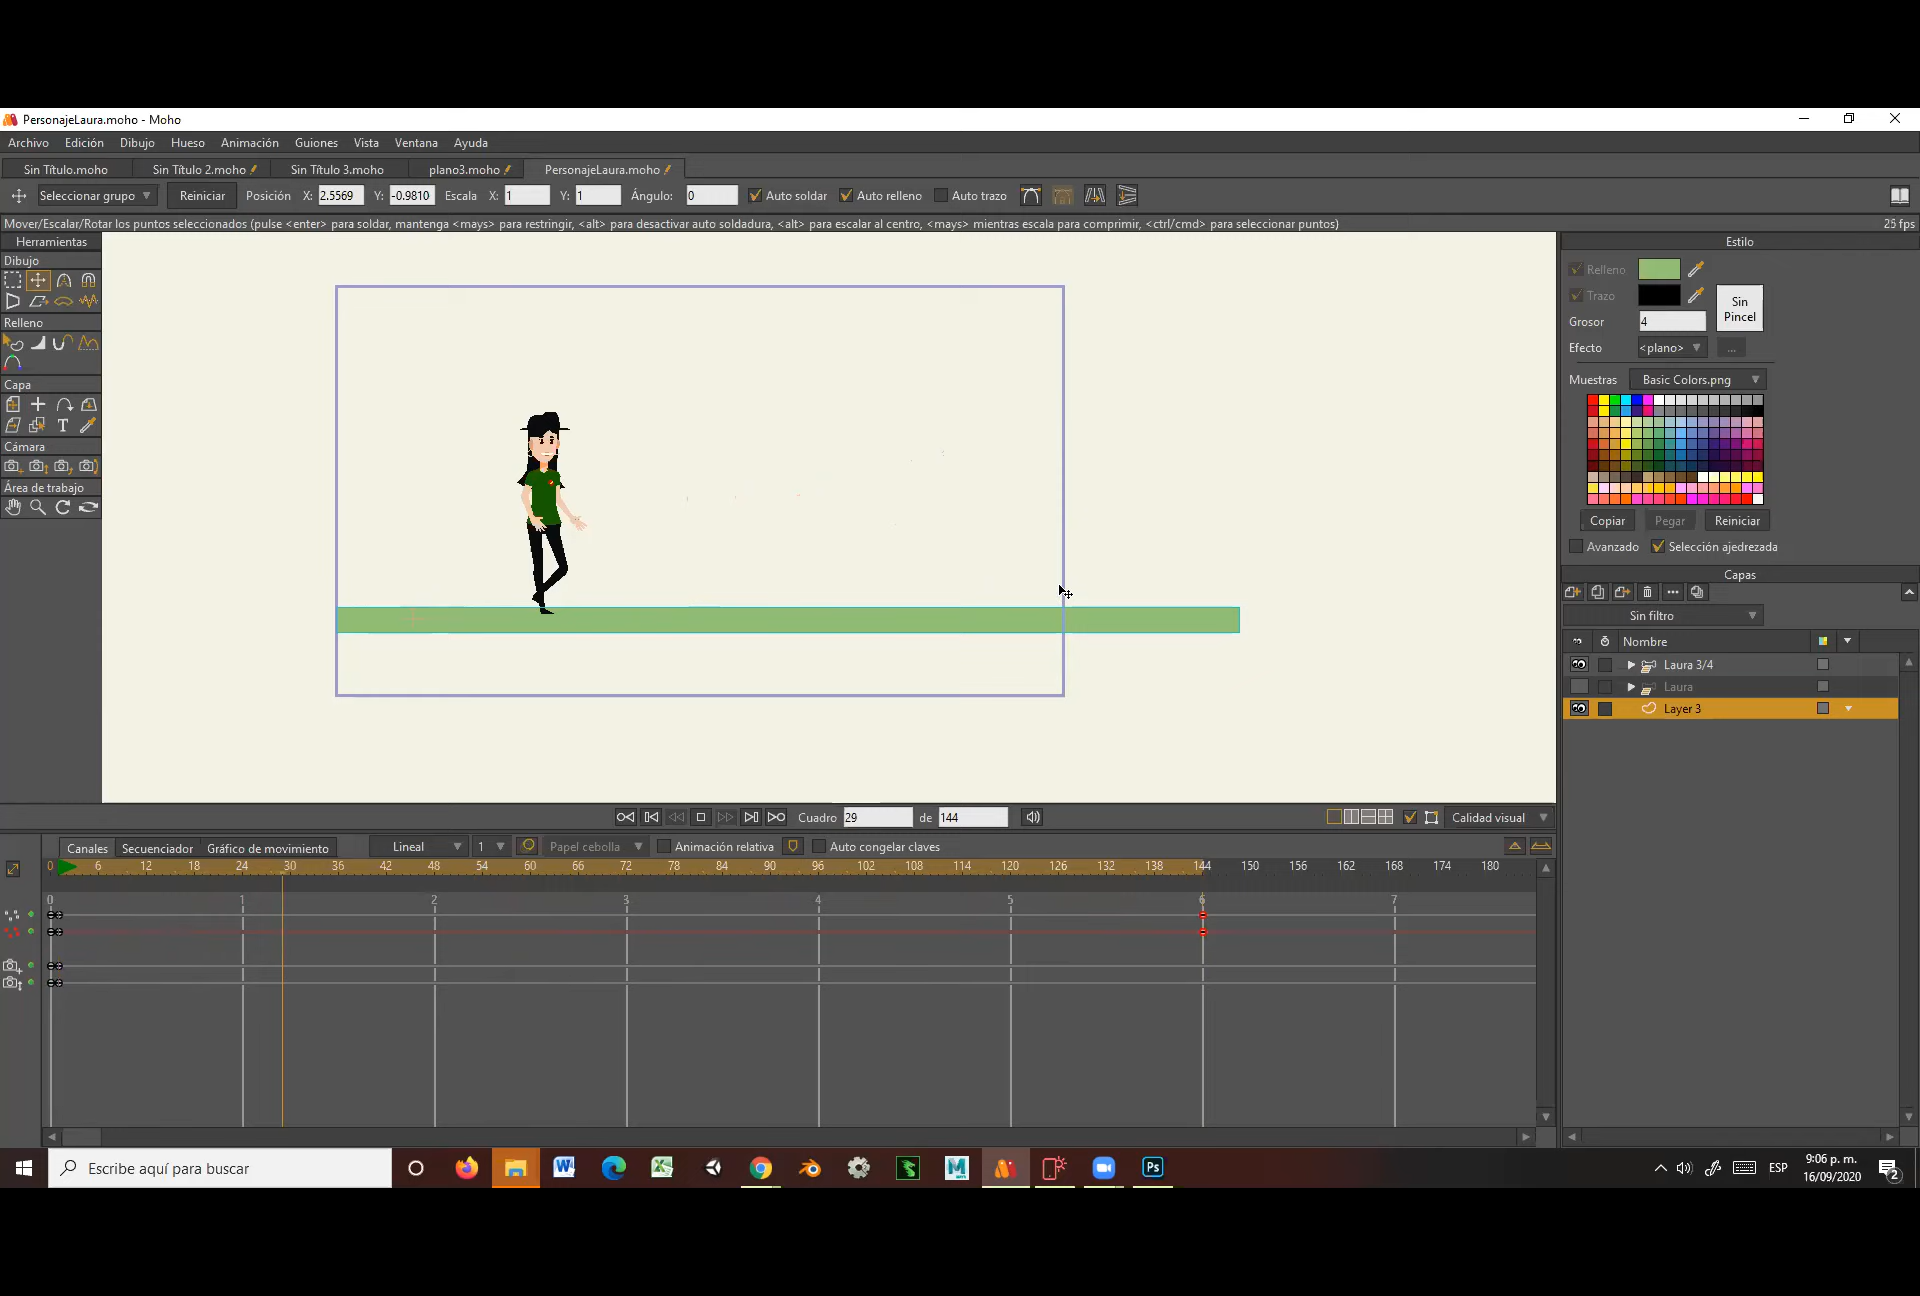 PersonajeLaura.moho - Moho
Archivo Edición Dibujo Hueso Animación Guiones Vista Ventana Ayuda
Sin Título.moho Sin Título 2.moho Sin Título 3.moho plano3.moho PersonajeLaura.moho
Seleccionar grupo Reiniciar Posición X: 2.5569 Y: -0.9810 Escala X: 1 Y: 1 Ángulo: 0 Auto soldar Auto relleno Auto trazo
Mover/Escalar/Rotar los puntos seleccionados (pulse <enter> para soldar, mantenga <mays> para restringir, <alt> para desactivar auto soldadura, <alt> para escalar al centro, <mays> mientras escala para comprimir, <ctrl/cmd> para seleccionar puntos) 25 fps
Herramientas
Dibujo
Relleno
Capa
T
Cámara
Área de trabajo
Estilo
Relleno
Trazo
Sin
Pincel
Grosor 4
Efecto <plano> ...
Muestras Basic Colors.png
Copiar Pegar Reiniciar
Avanzado Selección ajedrezada
Capas
Sin filtro
Nombre
Laura 3/4
Laura
Layer 3
Cuadro 29 de 144 Calidad visual
Canales Secuenciador Gráfico de movimiento Lineal 1 Papel cebolla Animación relativa Auto congelar claves
0 6 12 18 24 30 36 42 48 54 60 66 72 78 84 90 96 102 108 114 120 126 132 138 144 150 156 162 168 174 180
0 1 2 3 4 5 6 7
Escribe aquí para buscar
Ps
ESP
9:06 p. m.
16/09/2020
2